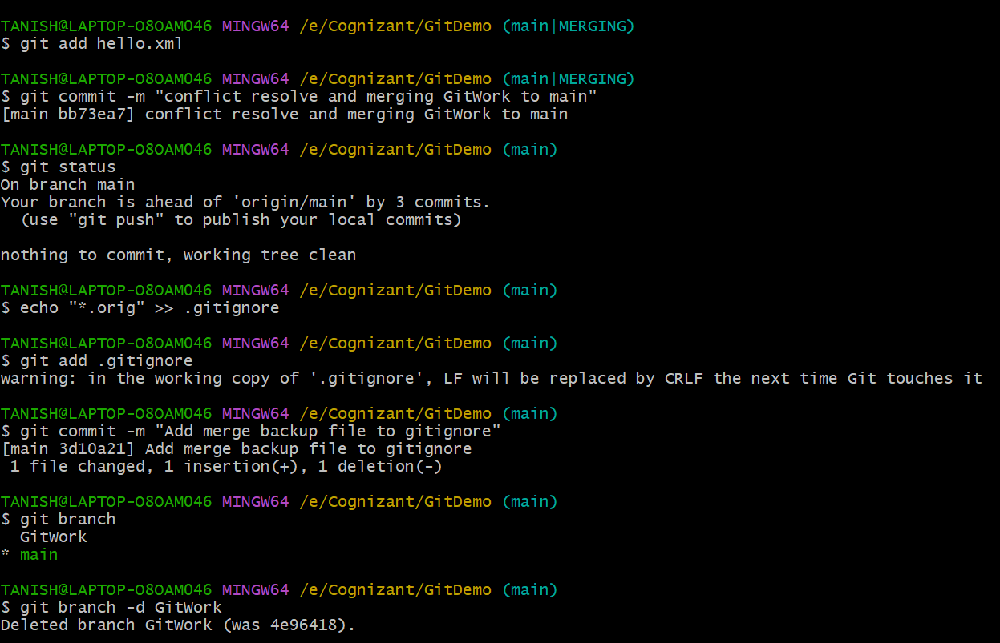 TANISH@LAPTOP-O8OAM046 MINGW64 /e/Cognizant/GitDemo (main|MERGING)
$ git add hello.xml
TANISH@LAPTOP-O8OAM046 MINGW64 /e/Cognizant/GitDemo (main|MERGING)
$ git commit -m "conflict resolve and merging GitWork to main"
[main bb73ea7] conflict resolve and merging GitWork to main
TANISH@LAPTOP-O8OAM046 MINGW64 /e/Cognizant/GitDemo (main)
$ git status
On branch main
Your branch is ahead of 'origin/main' by 3 commits.
  (use "git push" to publish your local commits)
nothing to commit, working tree clean
TANISH@LAPTOP-O8OAM046 MINGW64 /e/Cognizant/GitDemo (main)
$ echo "*.orig" >> .gitignore
TANISH@LAPTOP-O8OAM046 MINGW64 /e/Cognizant/GitDemo (main)
$ git add .gitignore
warning: in the working copy of '.gitignore', LF will be replaced by CRLF the next time Git touches it
TANISH@LAPTOP-O8OAM046 MINGW64 /e/Cognizant/GitDemo (main)
$ git commit -m "Add merge backup file to gitignore"
[main 3d10a21] Add merge backup file to gitignore
 1 file changed, 1 insertion(+), 1 deletion(-)
TANISH@LAPTOP-O8OAM046 MINGW64 /e/Cognizant/GitDemo (main)
$ git branch
  GitWork
* main
TANISH@LAPTOP-O8OAM046 MINGW64 /e/Cognizant/GitDemo (main)
$ git branch -d GitWork
Deleted branch GitWork (was 4e96418).